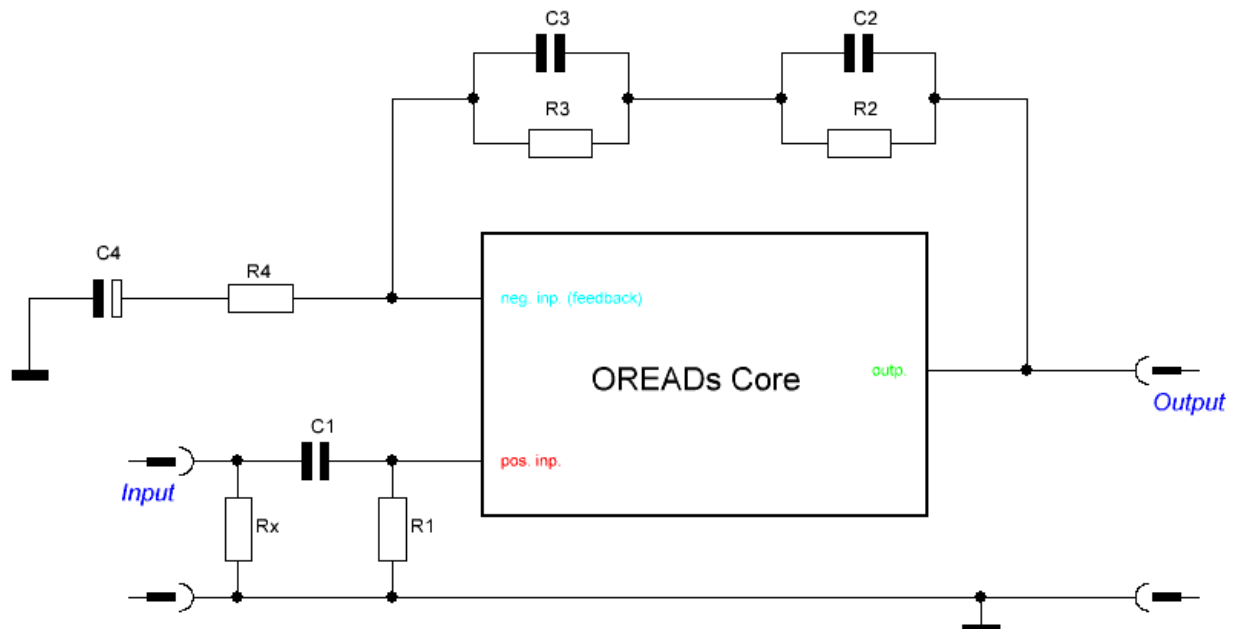 C3
C2
R3
R2
C4
R4
neg. inp. (feedback)
OREADs Core
outp.
Output
C1
pos. inp.
Input
Rx
R1